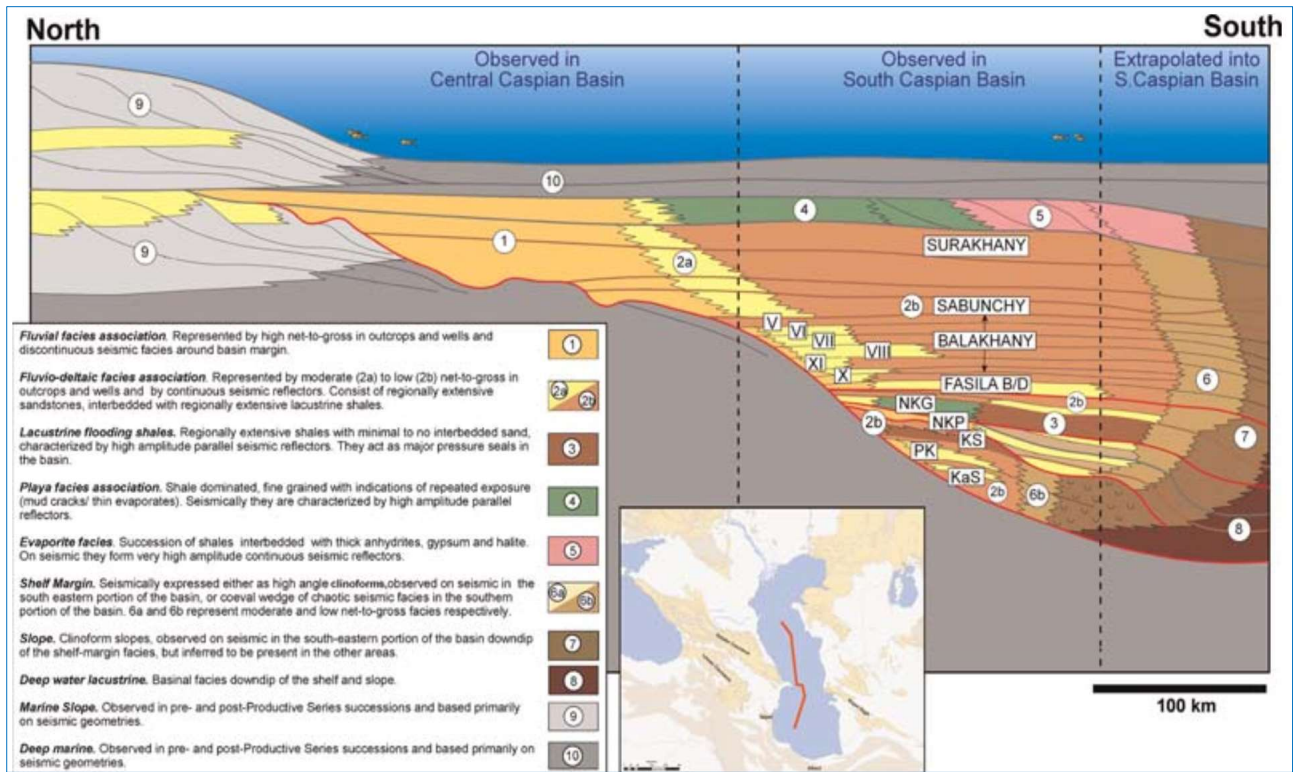 North
South
Observed in
Central Caspian Basin
Observed in
South Caspian Basin
Extrapolated into
S.Caspian Basin
9
10
4
5
9
1
2a
SURAKHANY
2b
SABUNCHY
V
VI
VII
VIII
BALAKHANY
XI
X
6
FASILA B/D
NKG
2b
NKP
3
2b
KS
7
PK
KaS
2b
6b
8
Fluvial facies association. Represented by high net-to-gross in outcrops and wells and
discontinuous seismic facies around basin margin.
1
Fluvio-deltaic facies association. Represented by moderate (2a) to low (2b) net-to-gross in
outcrops and wells and by continuous seismic reflectors. Consist of regionally extensive
sandstones, interbedded with regionally extensive lacustrine shales.
2a
2b
Lacustrine flooding shales. Regionally extensive shales with minimal to no interbedded sand,
characterized by high amplitude parallel seismic reflectors. They act as major pressure seals in
the basin.
3
Playa facies association. Shale dominated, fine grained with indications of repeated exposure
(mud cracks/ thin evaporates). Seismically they are characterized by high amplitude parallel
reflectors.
4
Evaporite facies. Succession of shales interbedded with thick anhydrites, gypsum and halite.
On seismic they form very high amplitude continuous seismic reflectors.
5
Shelf Margin. Seismically expressed either as high angle clinoforms,observed on seismic in the
south eastern portion of the basin, or coeval wedge of chaotic seismic facies in the southern
portion of the basin. 6a and 6b represent moderate and low net-to-gross facies respectively.
6a
6b
Slope. Clinoform slopes, observed on seismic in the south-eastern portion of the basin downdip
of the shelf-margin facies, but inferred to be present in the other areas.
7
Deep water lacustrine. Basinal facies downdip of the shelf and slope.
8
Marine Slope. Observed in pre- and post-Productive Series successions and based primarily
on seismic geometries.
9
Deep marine. Observed in pre- and post-Productive Series successions and based primarily on
seismic geometries.
10
100 km